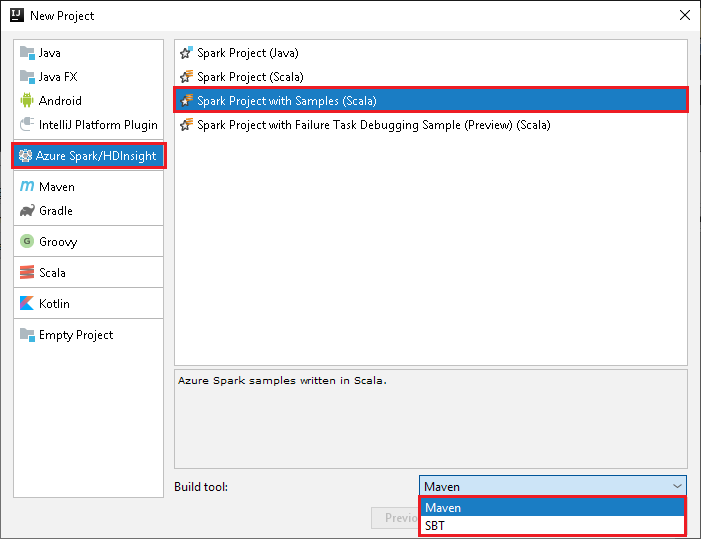 New Project
Java
Java FX
Android
IntelliJ Platform Plugin
Azure Spark/HDInsight
Maven
Gradle
Groovy
Scala
Kotlin
Empty Project
Spark Project (Java)
Spark Project (Scala)
Spark Project with Samples (Scala)
Spark Project with Failure Task Debugging Sample (Preview) (Scala)
Azure Spark samples written in Scala.
Build tool:
Maven
Maven
SBT